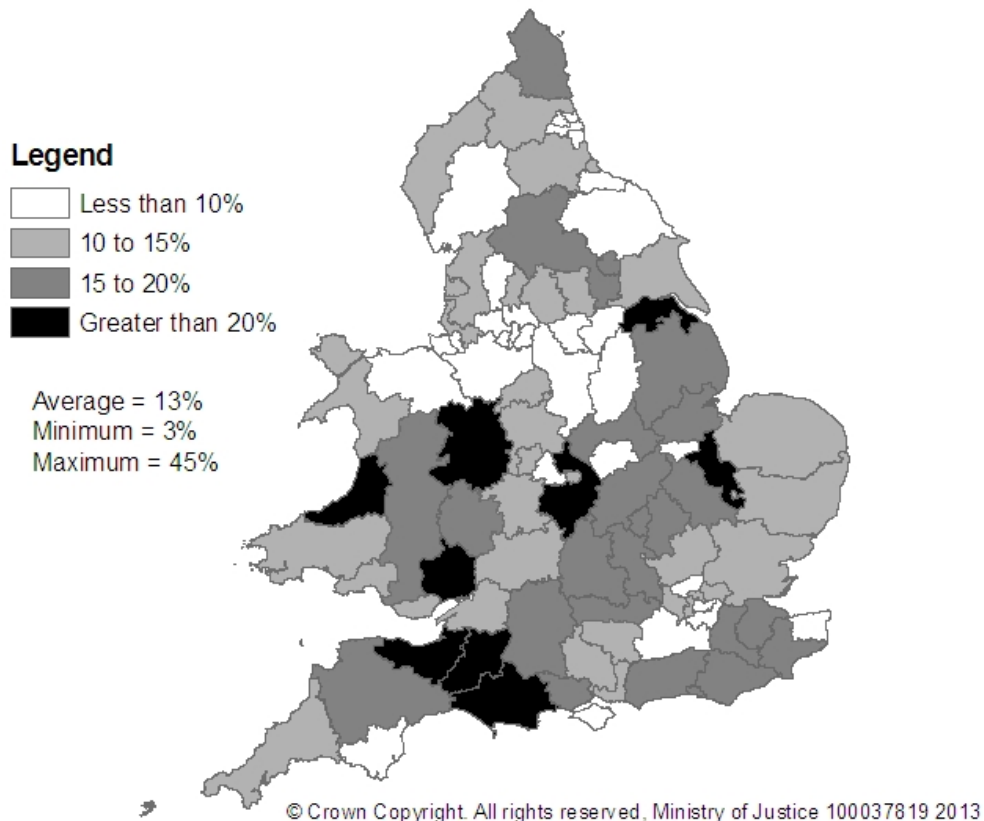 Legend
Less than 10%
10 to 15%
15 to 20%
Greater than 20%
Average = 13%
Minimum = 3%
Maximum = 45%
© Crown Copyright. All rights reserved, Ministry of Justice 100037819 2013